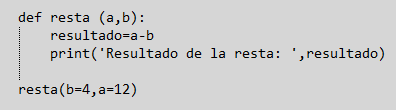 def resta (a,b):
    resultado=a-b
    print('Resultado de la resta: ',resultado)
resta(b=4,a=12)